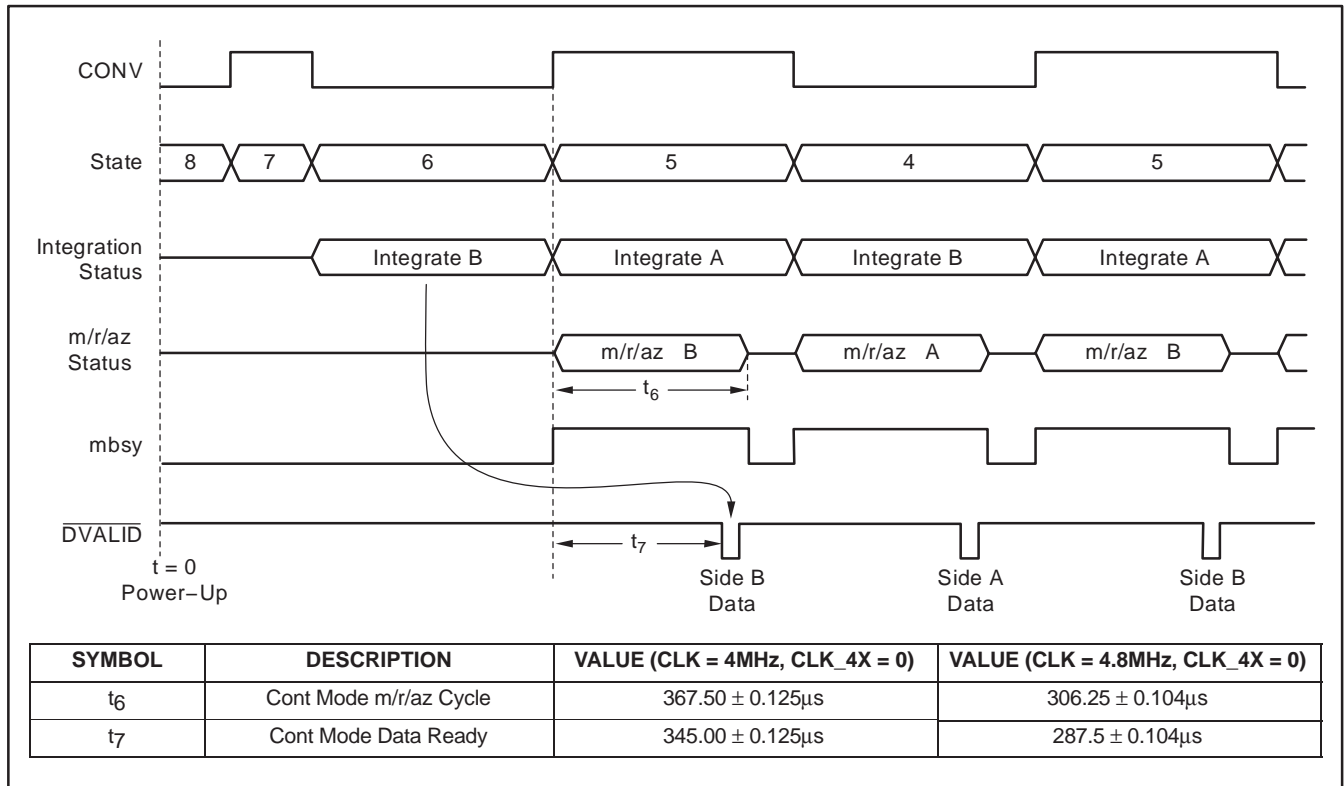 CONV
State
8 7 6 5 4 5
Integration
Status
Integrate B Integrate A Integrate B Integrate A
m/r/az
Status
m/r/az B m/r/az A m/r/az B
t6
mbsy
DVALID
t7
t = 0
Power−Up
Side B
Data
Side A
Data
Side B
Data
SYMBOL DESCRIPTION VALUE (CLK = 4MHz, CLK_4X = 0) VALUE (CLK = 4.8MHz, CLK_4X = 0)
t6 Cont Mode m/r/az Cycle 367.50 ± 0.125μs 306.25 ± 0.104μs
t7 Cont Mode Data Ready 345.00 ± 0.125μs 287.5 ± 0.104μs